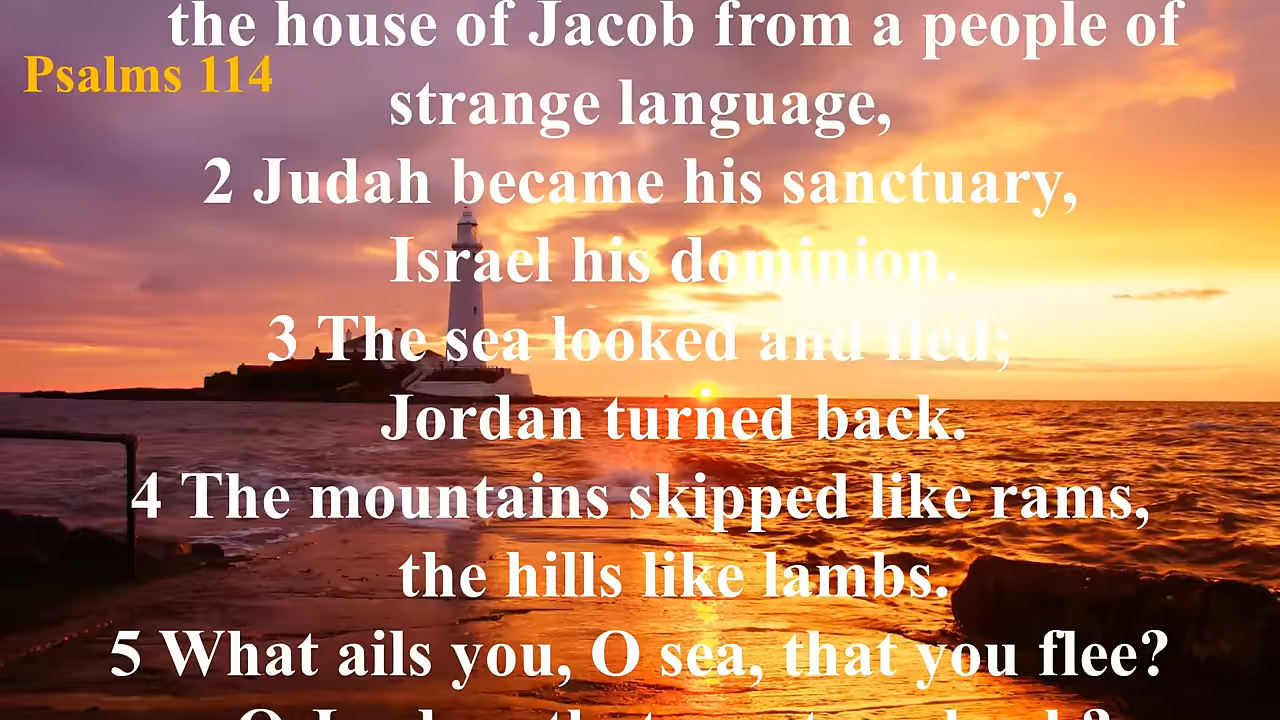 the house of Jacob from a people of
Psalms 114
strange language,
2 Judah became his sanctuary,
Israel his dominion.
3 The sea looked and fled;
Jordan turned back.
4 The mountains skipped like rams,
the hills like lambs.
5 What ails you, O sea, that you flee?